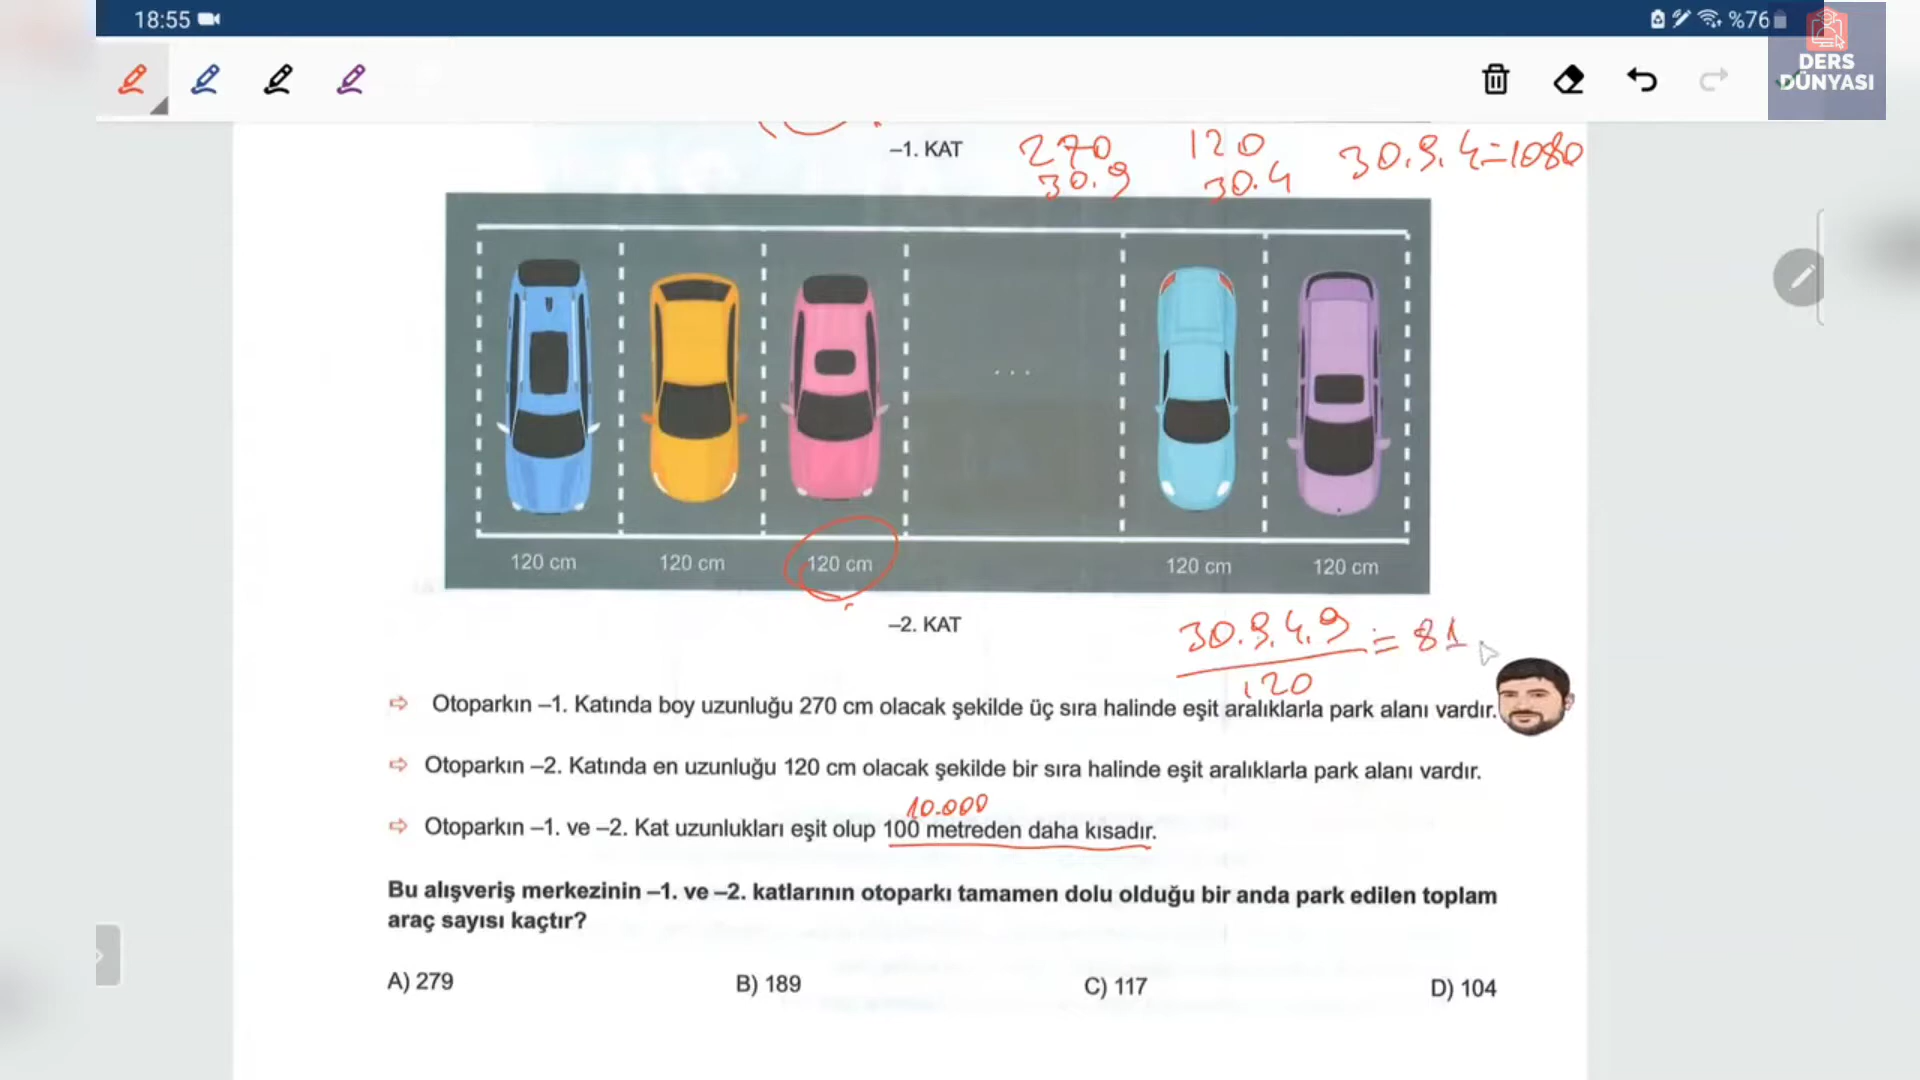 18:55
%76
DERS
DÜNYASI
–1. KAT
270
30.9
120
30.4
30.9.4=1080
120 cm
120 cm
120 cm
...
120 cm
120 cm
–2. KAT
30.9.4.9
120
= 81
⇨ Otoparkın –1. Katında boy uzunluğu 270 cm olacak şekilde üç sıra halinde eşit aralıklarla park alanı vardır.
⇨ Otoparkın –2. Katında en uzunluğu 120 cm olacak şekilde bir sıra halinde eşit aralıklarla park alanı vardır.
10.000
⇨ Otoparkın –1. ve –2. Kat uzunlukları eşit olup 100 metreden daha kısadır.
Bu alışveriş merkezinin –1. ve –2. katlarının otoparkı tamamen dolu olduğu bir anda park edilen toplam
araç sayısı kaçtır?
A) 279
B) 189
C) 117
D) 104